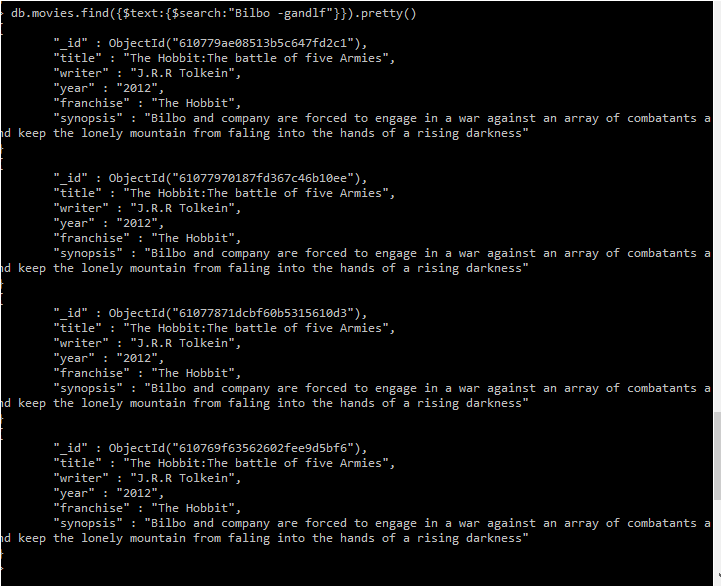 db.movies.find({$text:{$search:"Bilbo -gandlf"}}).pretty()
"_id" : ObjectId("610779ae08513b5c647fd2c1"),
"title" : "The Hobbit:The battle of five Armies",
"writer" : "J.R.R Tolkein",
"year" : "2012",
"franchise" : "The Hobbit",
"synopsis" : "Bilbo and company are forced to engage in a war against an array of combatants a
nd keep the lonely mountain from faling into the hands of a rising darkness"
"_id" : ObjectId("61077970187fd367c46b10ee"),
"title" : "The Hobbit:The battle of five Armies",
"writer" : "J.R.R Tolkein",
"year" : "2012",
"franchise" : "The Hobbit",
"synopsis" : "Bilbo and company are forced to engage in a war against an array of combatants a
nd keep the lonely mountain from faling into the hands of a rising darkness"
"_id" : ObjectId("61077871dcbf60b5315610d3"),
"title" : "The Hobbit:The battle of five Armies",
"writer" : "J.R.R Tolkein",
"year" : "2012",
"franchise" : "The Hobbit",
"synopsis" : "Bilbo and company are forced to engage in a war against an array of combatants a
nd keep the lonely mountain from faling into the hands of a rising darkness"
"_id" : ObjectId("610769f63562602fee9d5bf6"),
"title" : "The Hobbit:The battle of five Armies",
"writer" : "J.R.R Tolkein",
"year" : "2012",
"franchise" : "The Hobbit",
"synopsis" : "Bilbo and company are forced to engage in a war against an array of combatants a
nd keep the lonely mountain from faling into the hands of a rising darkness"